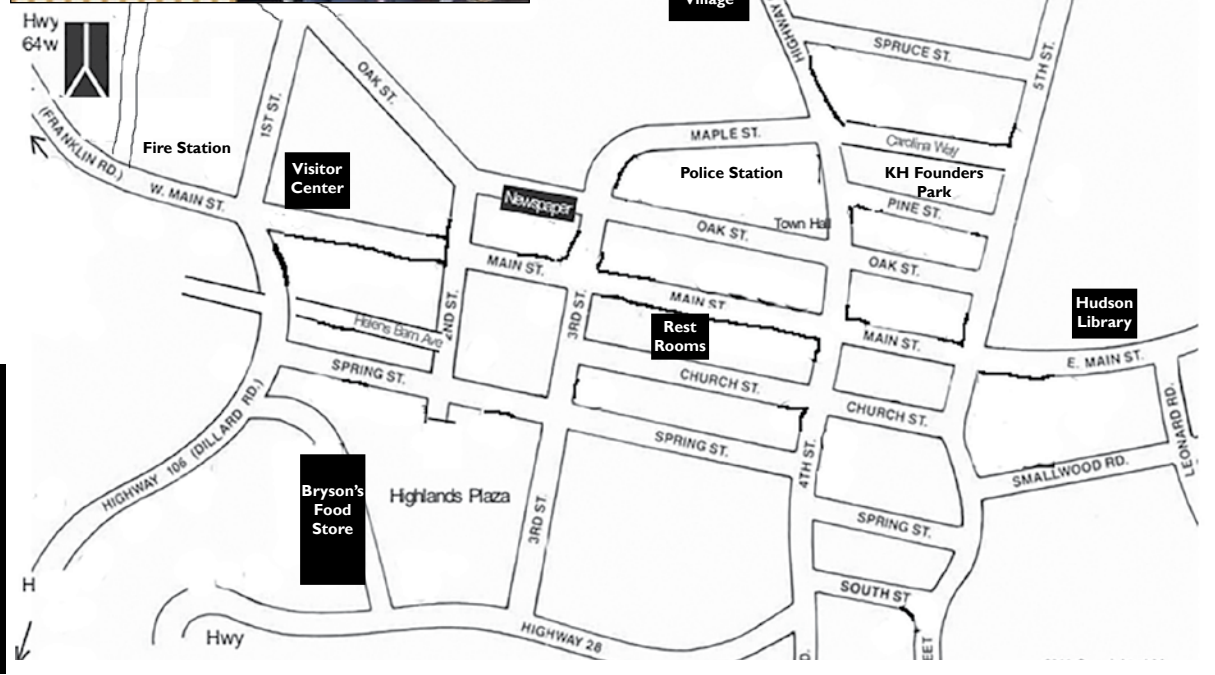 Village
Hwy
64w
HIGHWAY
SPRUCE ST.
5TH ST.
OAK ST.
1ST ST.
(FRANKLIN RD.)
Fire Station
MAPLE ST.
Carolina Way
Visitor
Center
Police Station
KH Founders
Park
W. MAIN ST.
Newspaper
PINE ST.
OAK ST.
Town Hall
MAIN ST.
OAK ST.
2ND ST.
3RD ST.
MAIN ST.
Hudson
Library
Helens Barn Ave
Rest
Rooms
MAIN ST.
E. MAIN ST.
SPRING ST.
CHURCH ST.
CHURCH ST.
LEONARD RD.
HIGHWAY 106 (DILLARD RD.)
SPRING ST.
4TH ST.
SMALLWOOD RD.
Bryson's
Food
Store
Highlands Plaza
3RD ST.
SPRING ST.
H
SOUTH ST
Hwy
HIGHWAY 28
D.
EET